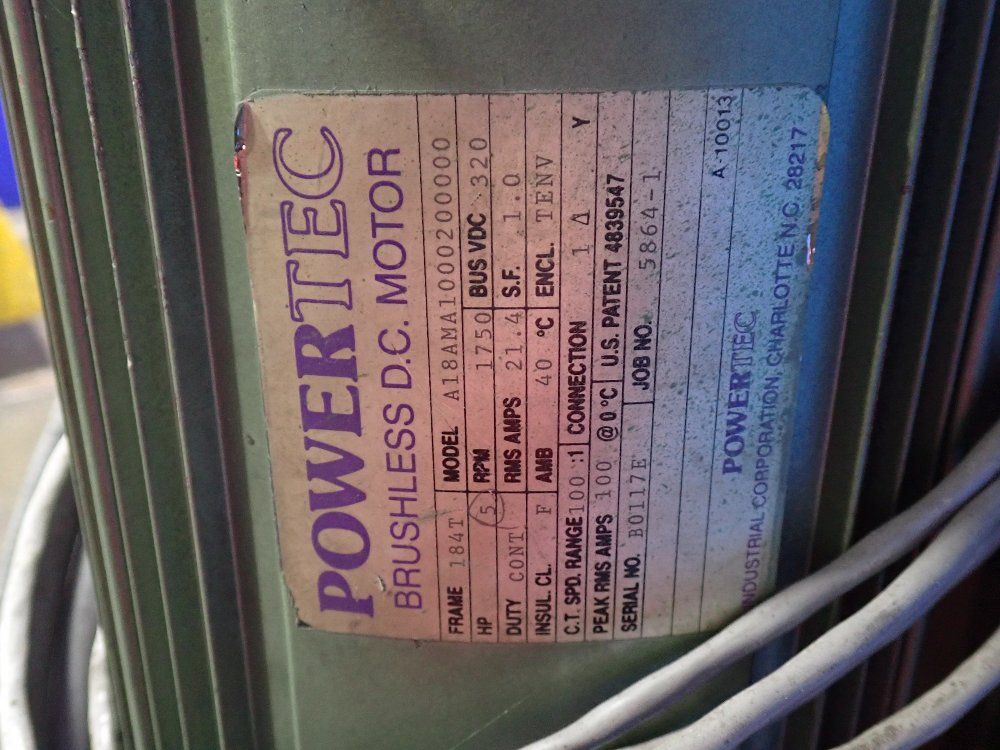 POWERTEC
BRUSHLESS D.C. MOTOR
FRAME 184T MODEL A18AMA1000200000
HP 5 RPM 1750 BUS VDC 320
DUTY CONT RMS AMPS 21.4 S.F. 1.0
INSUL. CL. F AMB 40 °C ENCL. TENV
C.T. SPD. RANGE 100 :1 CONNECTION 1 Δ Y
PEAK RMS AMPS 100 @ 0 °C U.S. PATENT 4839547
SERIAL NO. B0117E JOB NO. 5864-1
A-10013
POWERTEC
INDUSTRIAL CORPORATION, CHARLOTTE N.C. 28217